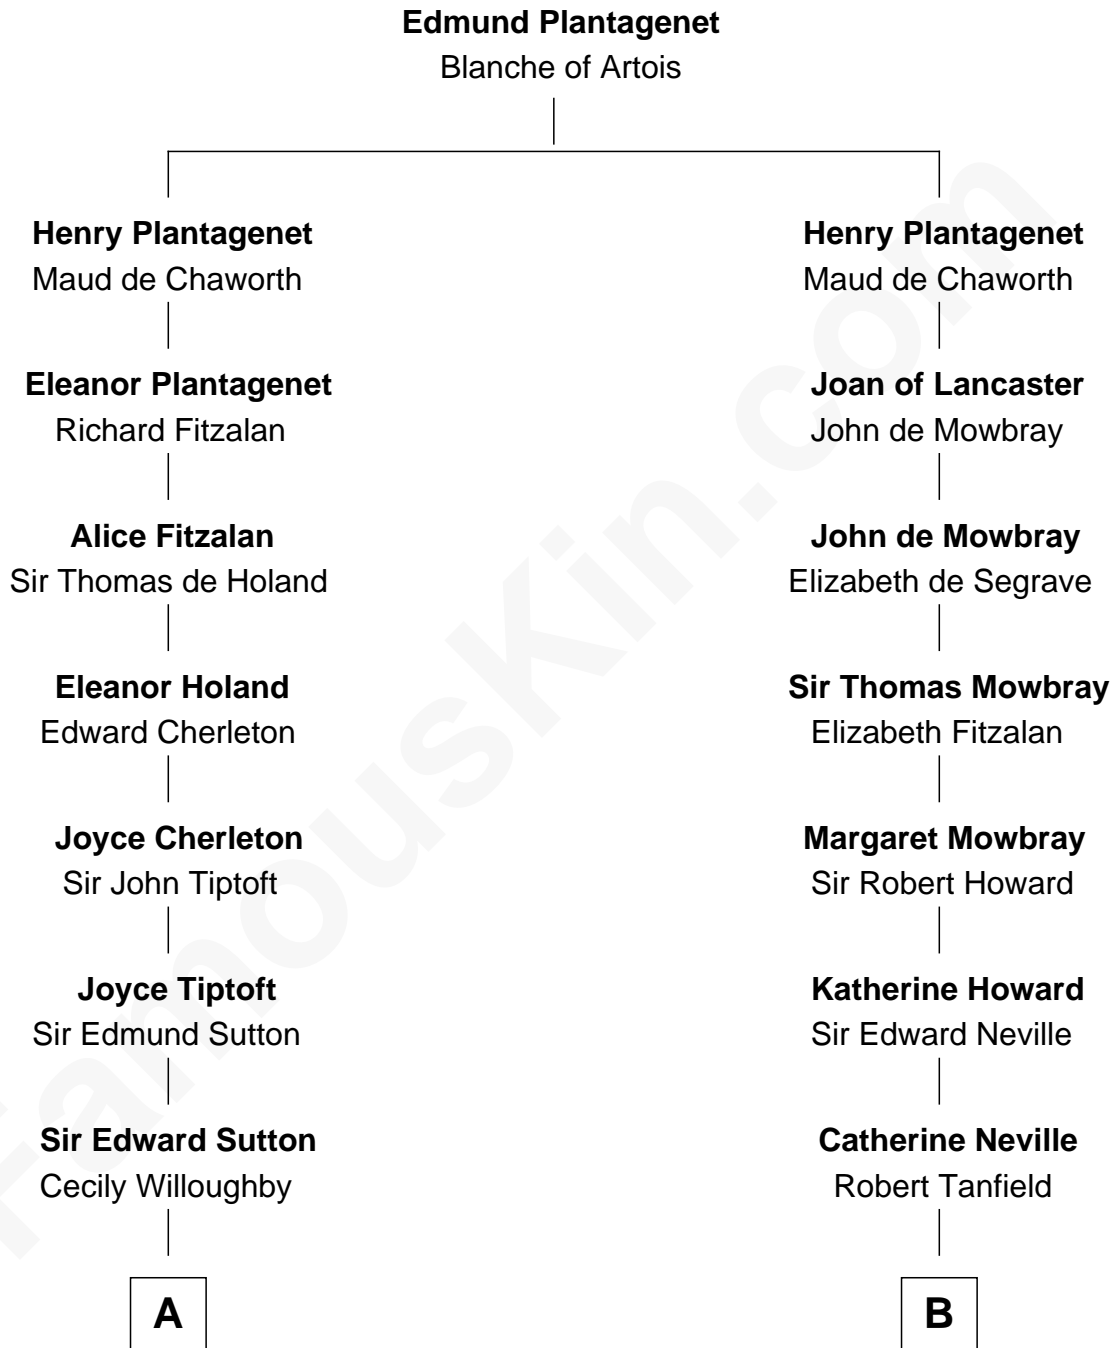 Edmund Plantagenet
Blanche of Artois
Henry Plantagenet
Maud de Chaworth
Henry Plantagenet
Maud de Chaworth
Eleanor Plantagenet
Richard Fitzalan
Joan of Lancaster
John de Mowbray
Alice Fitzalan
Sir Thomas de Holand
John de Mowbray
Elizabeth de Segrave
Eleanor Holand
Edward Cherleton
Sir Thomas Mowbray
Elizabeth Fitzalan
Joyce Cherleton
Sir John Tiptoft
Margaret Mowbray
Sir Robert Howard
Joyce Tiptoft
Sir Edmund Sutton
Katherine Howard
Sir Edward Neville
Sir Edward Sutton
Cecily Willoughby
Catherine Neville
Robert Tanfield
A
B
FamousKin.com